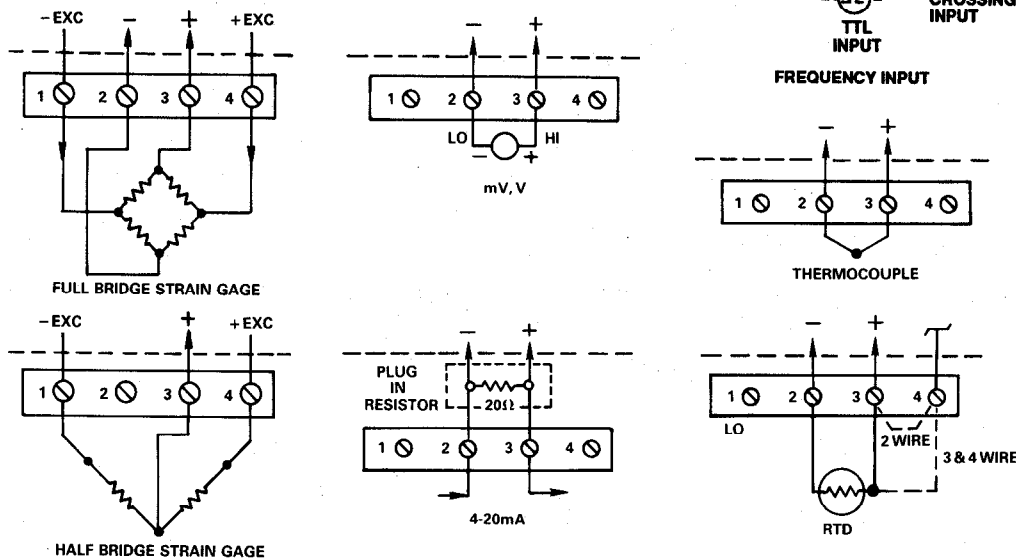 −EXC − + +EXC
1 2 3 4
FULL BRIDGE STRAIN GAGE
− +
1 2 3 4
LO HI
− +
mV, V
CROSSING
INPUT
TTL
INPUT
FREQUENCY INPUT
− +
1 2 3 4
THERMOCOUPLE
−EXC + +EXC
1 2 3 4
HALF BRIDGE STRAIN GAGE
− +
PLUG
IN
RESISTOR
20Ω
1 2 3 4
4-20mA
− +
1 2 3 4
LO
2 WIRE
3 & 4 WIRE
RTD